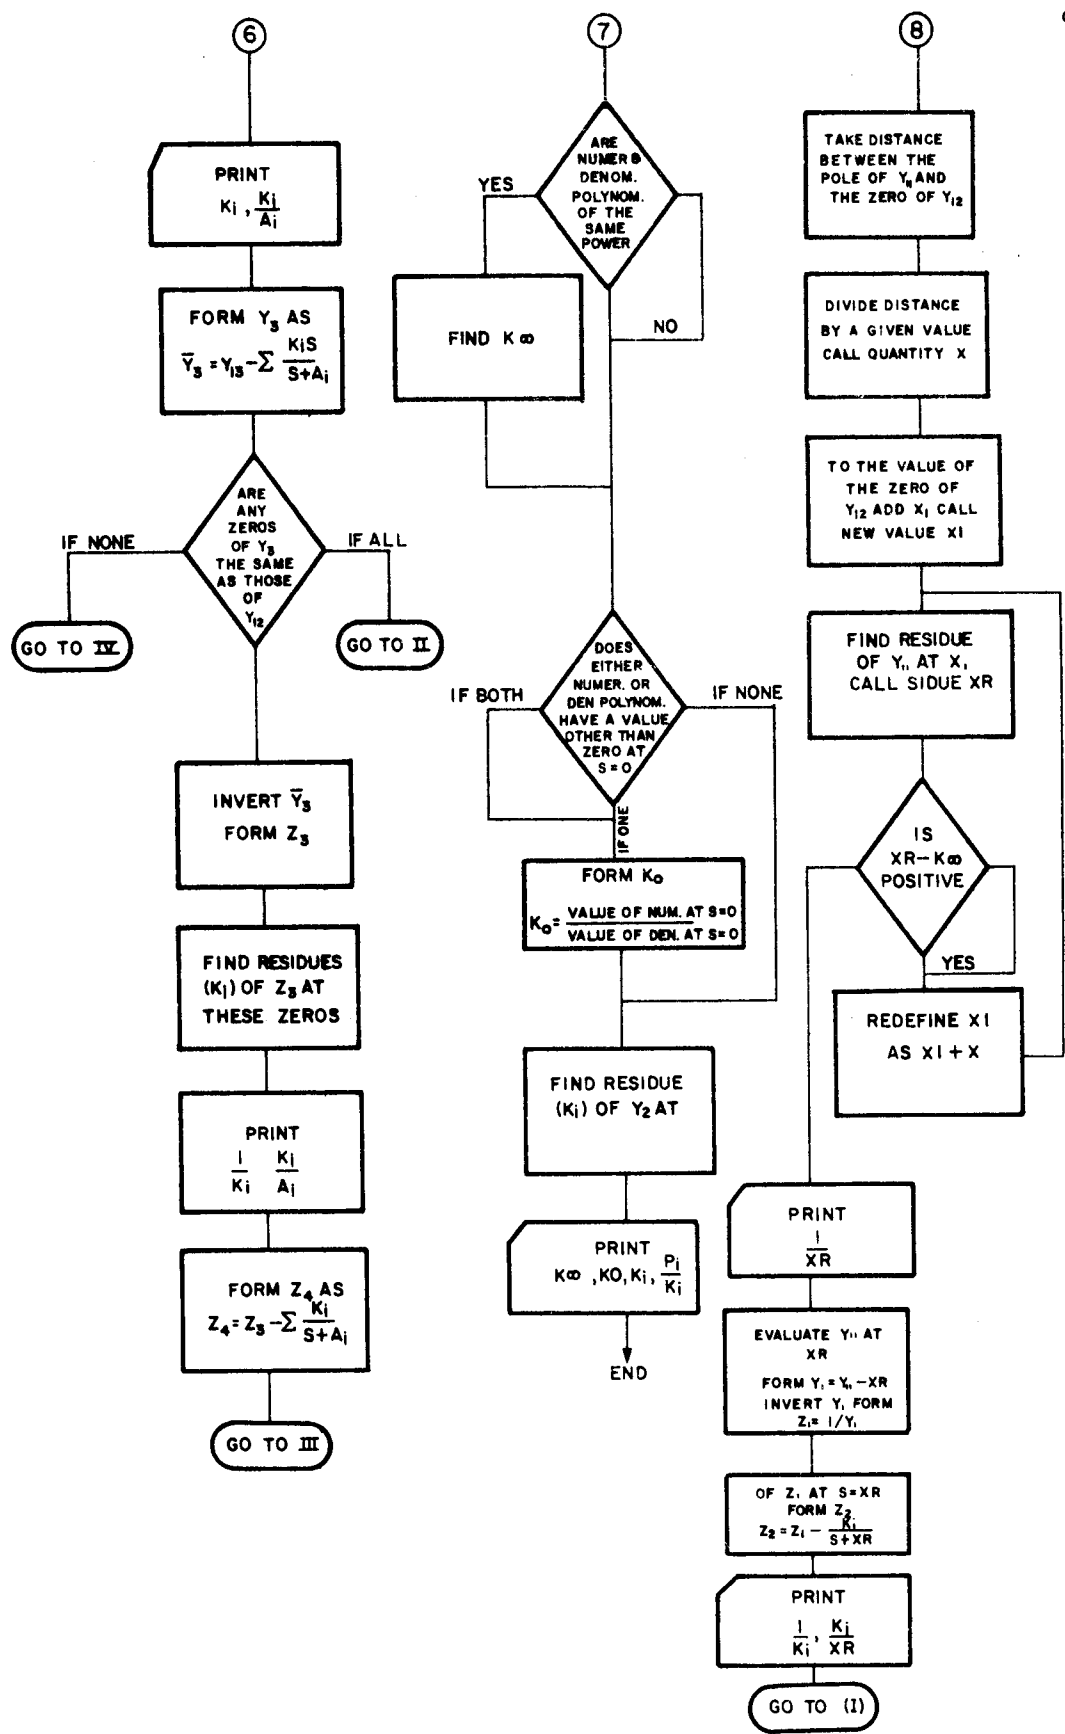 6
PRINT
Ki , Ki/Ai
FORM Y3 AS
Ȳ3 = Y13 – Σ KiS/S+Ai
ARE
ANY
ZEROS
OF Y3
THE SAME
AS THOSE
OF
Y12
IF NONE
IF ALL
GO TO IV
GO TO II
INVERT Ȳ3
FORM Z3
FIND RESIDUES
(Ki) OF Z3 AT
THESE ZEROS
PRINT
1/Ki Ki/Ai
FORM Z4 AS
Z4 = Z3 – Σ Ki/S+Ai
GO TO III
7
ARE
NUMER &
DENOM.
POLYNOM.
OF THE
SAME
POWER
YES
NO
FIND K∞
DOES
EITHER
NUMER. OR
DEN POLYNOM.
HAVE A VALUE
OTHER THAN
ZERO AT
S = 0
IF BOTH
IF NONE
IF ONE
FORM Ko
Ko = VALUE OF NUM. AT S=0/VALUE OF DEN. AT S=0
FIND RESIDUE
(Ki) OF Y2 AT
PRINT
K∞ , KO, Ki , Pi/Ki
END
8
TAKE DISTANCE
BETWEEN THE
POLE OF Y11 AND
THE ZERO OF Y12
DIVIDE DISTANCE
BY A GIVEN VALUE
CALL QUANTITY X
TO THE VALUE OF
THE ZERO OF
Y12 ADD X1 CALL
NEW VALUE X1
FIND RESIDUE
OF Y11 AT X1
CALL SIDUE XR
IS
XR – K∞
POSITIVE
YES
REDEFINE X1
AS X1 + X
PRINT
1/XR
EVALUATE Y11 AT
XR
FORM Y1 = Y11 – XR
INVERT Y1 FORM
Z1 = 1/Y1
OF Z1 AT S = XR
FORM Z2
Z2 = Z1 – Ki/S+XR
PRINT
1/Ki , Ki/XR
GO TO (I)